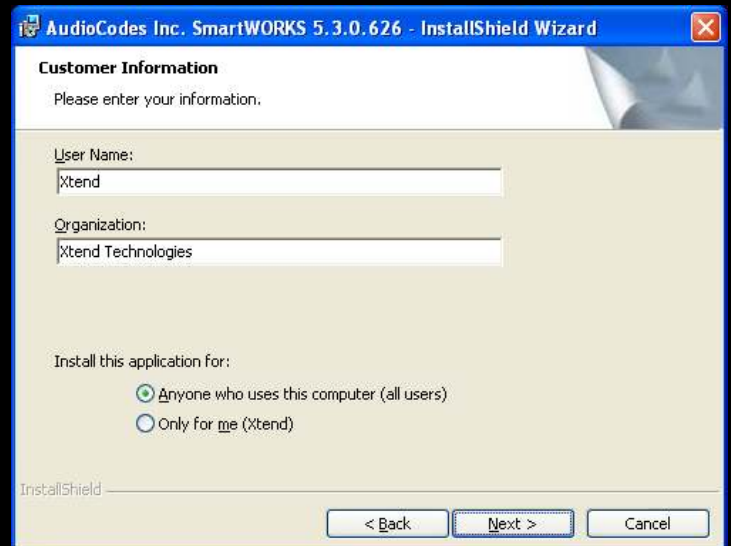 AudioCodes Inc. SmartWORKS 5.3.0.626 - InstallShield Wizard
Customer Information
Please enter your information.
User Name:
Xtend
Organization:
Xtend Technologies
Install this application for:
Anyone who uses this computer (all users)
Only for me (Xtend)
InstallShield
< Back Next > Cancel